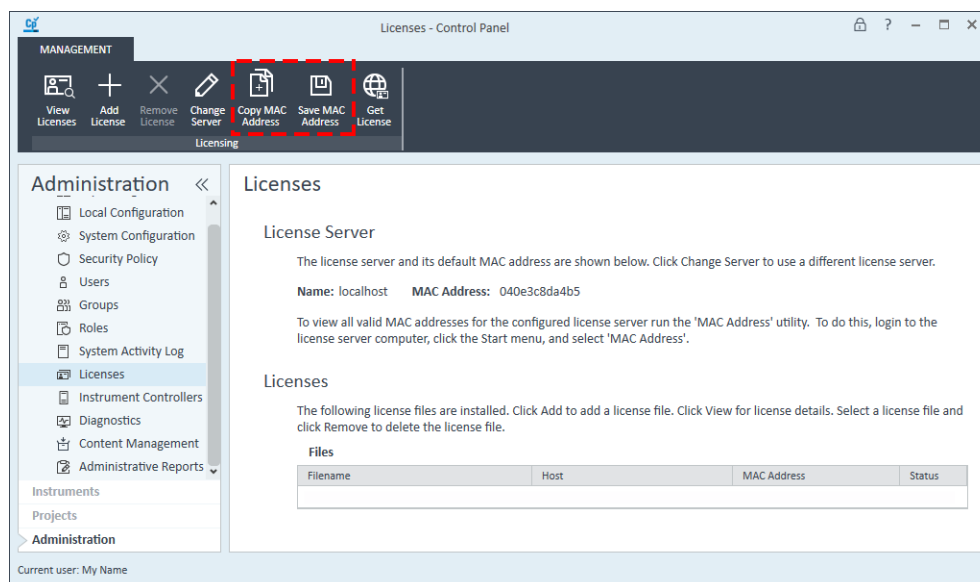 Cp
Licenses - Control Panel
?
MANAGEMENT
View
Licenses
Add
License
Remove
License
Change
Server
Copy MAC
Address
Save MAC
Address
Get
License
Licensing
Administration
Local Configuration
System Configuration
Security Policy
Users
Groups
Roles
System Activity Log
Licenses
Instrument Controllers
Diagnostics
Content Management
Administrative Reports
Instruments
Projects
Administration
Licenses
License Server
The license server and its default MAC address are shown below. Click Change Server to use a different license server.
Name: localhost MAC Address: 040e3c8da4b5
To view all valid MAC addresses for the configured license server run the 'MAC Address' utility. To do this, login to the
license server computer, click the Start menu, and select 'MAC Address'.
Licenses
The following license files are installed. Click Add to add a license file. Click View for license details. Select a license file and
click Remove to delete the license file.
Files
Filename Host MAC Address Status
Current user: My Name